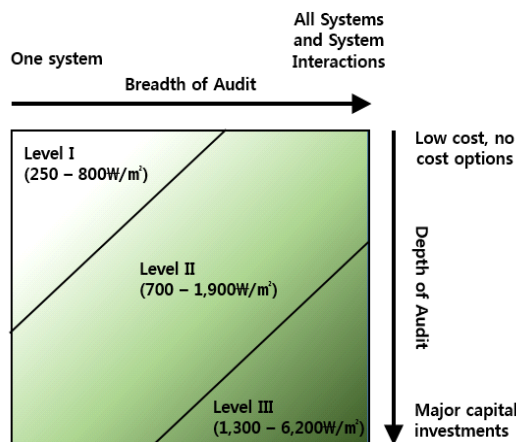 All Systems
and System
Interactions
One system
Breadth of Audit
Low cost, no
cost options
Level I
(250 – 800₩/㎡)
Level II
(700 – 1,900₩/㎡)
Depth of Audit
Level III
(1,300 – 6,200₩/㎡)
Major capital
investments